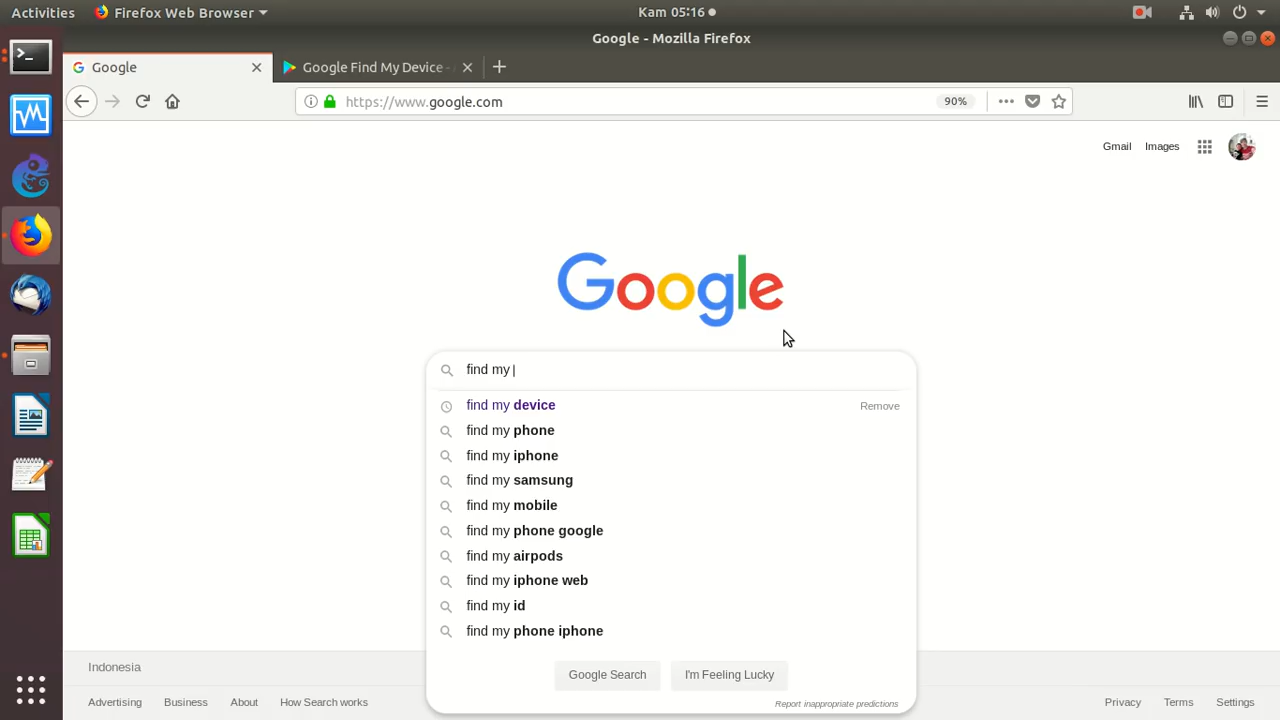 Activities Firefox Web Browser Kam 05:16
Google - Mozilla Firefox
Google Google Find My Device -
https://www.google.com 90%
Gmail Images
Google
find my
find my device Remove
find my phone
find my iphone
find my samsung
find my mobile
find my phone google
find my airpods
find my iphone web
find my id
find my phone iphone
Google Search I'm Feeling Lucky
Report inappropriate predictions
Indonesia
Advertising Business About How Search works Privacy Terms Settings